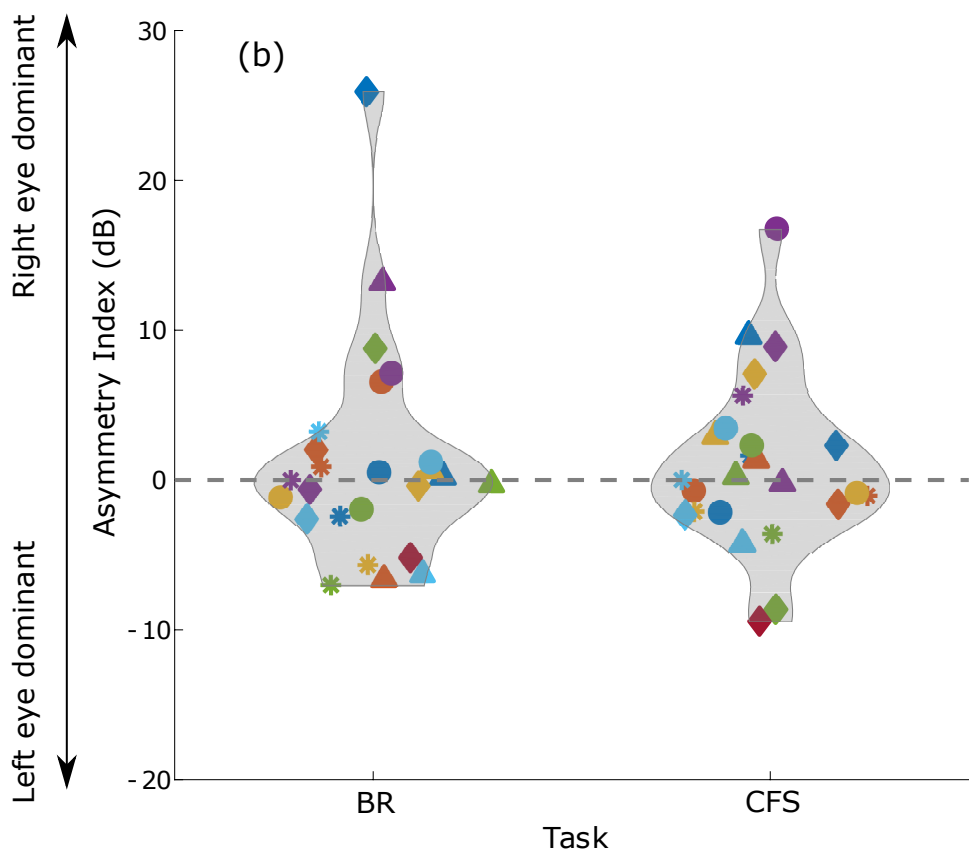 (b)
Right eye dominant
Left eye dominant
Asymmetry Index (dB)
30
20
10
0
-10
-20
BR
CFS
Task